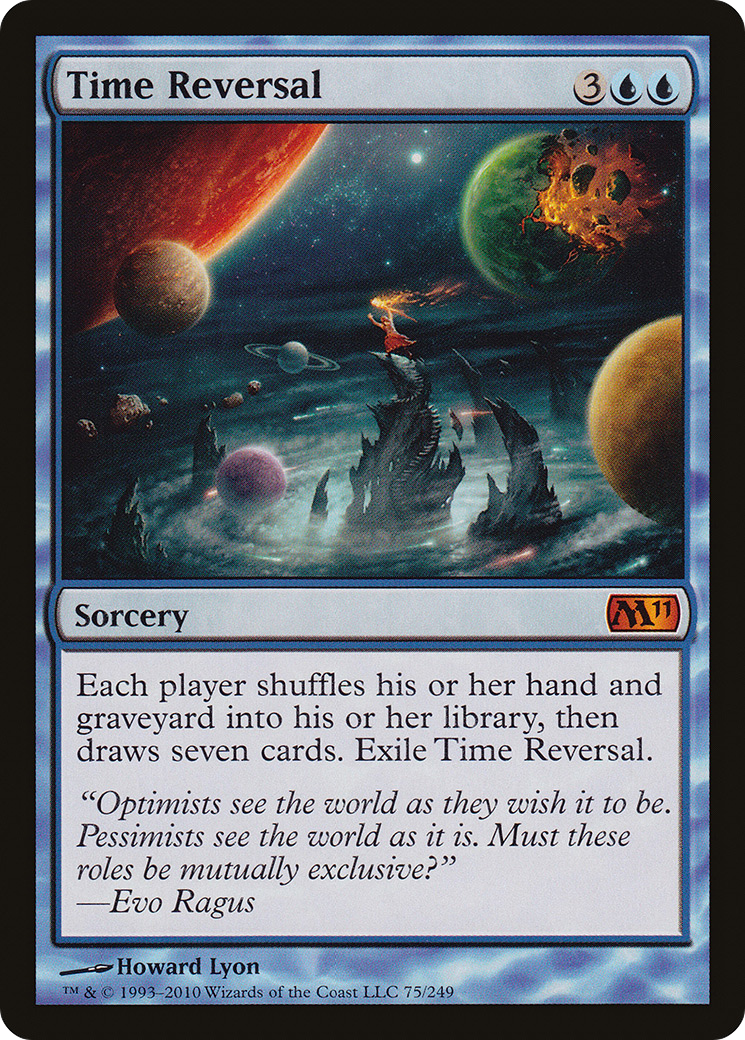 Time Reversal 3
Sorcery M11
Each player shuffles his or her hand and
graveyard into his or her library, then
draws seven cards. Exile Time Reversal.
“Optimists see the world as they wish it to be.
Pessimists see the world as it is. Must these
roles be mutually exclusive?”
—Evo Ragus
Howard Lyon
™ & © 1993–2010 Wizards of the Coast LLC 75/249